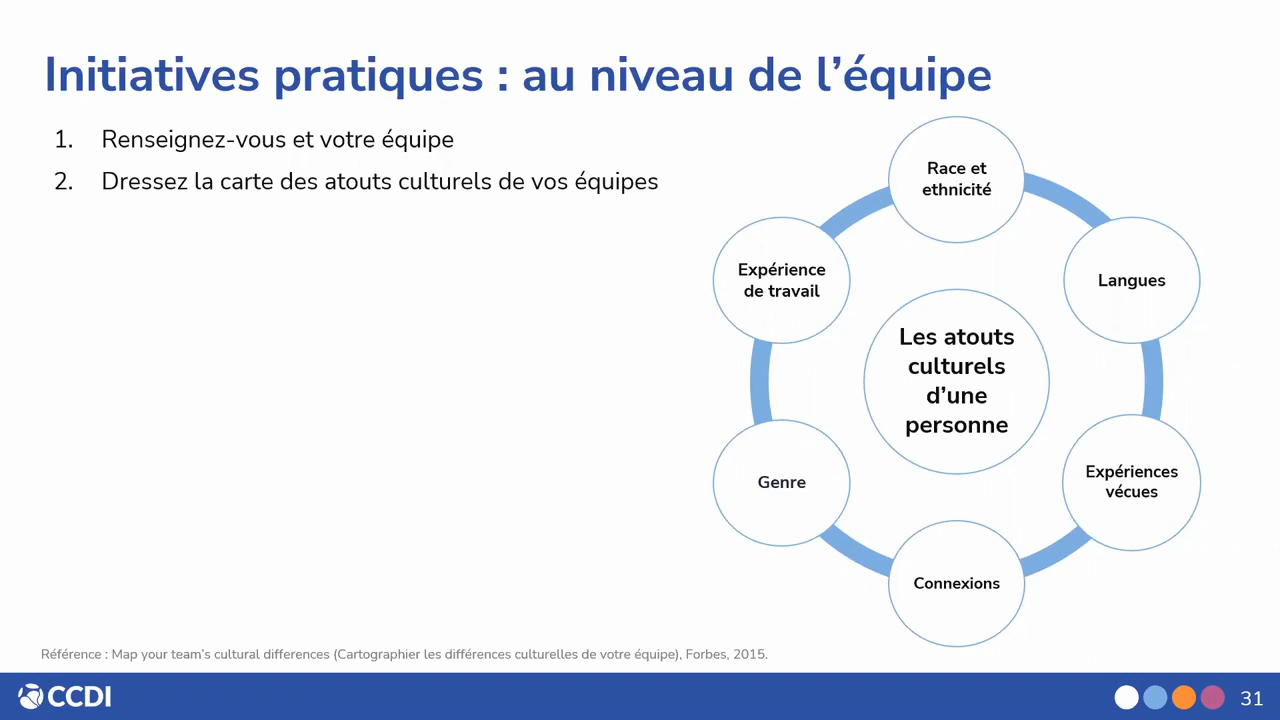 Initiatives pratiques : au niveau de l’équipe
1. Renseignez-vous et votre équipe
2. Dressez la carte des atouts culturels de vos équipes
Race et
ethnicité
Expérience
de travail
Langues
Les atouts
culturels
d’une
personne
Genre
Expériences
vécues
Connexions
Référence : Map your team’s cultural differences (Cartographier les différences culturelles de votre équipe), Forbes, 2015.
CCDI
31